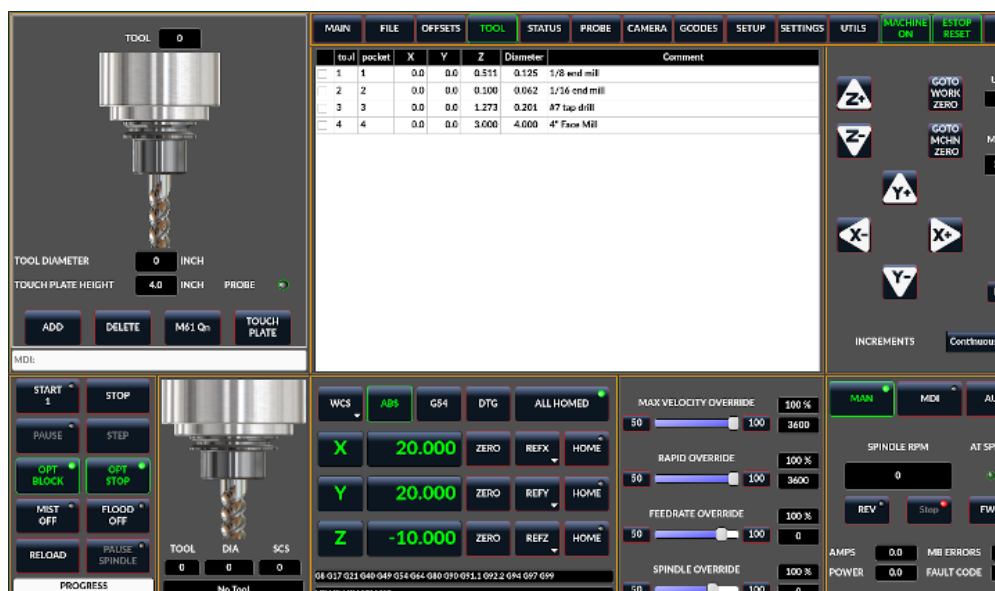 TOOL 0
MAIN FILE OFFSETS TOOL STATUS PROBE CAMERA GCODES SETUP SETTINGS UTILS MACHINE ON ESTOP RESET
tool pocket X Y Z Diameter Comment
1 1 0.0 0.0 0.511 0.125 1/8 end mill
2 2 0.0 0.0 0.100 0.062 1/16 end mill
3 3 0.0 0.0 1.273 0.201 #7 tap drill
4 4 0.0 0.0 3.000 4.000 4" Face Mill
TOOL DIAMETER 0 INCH
TOUCH PLATE HEIGHT 4.0 INCH PROBE
ADD DELETE M61 Qn TOUCH PLATE
MDI:
Z+ GOTO WORK ZERO
Z- GOTO MCHN ZERO
Y+
X- X+
Y-
INCREMENTS Continuous
START 1 STOP
PAUSE STEP
OPT BLOCK OPT STOP
MIST OFF FLOOD OFF
RELOAD PAUSE SPINDLE
PROGRESS
TOOL DIA SCS
0 0 0
No Tool
WCS ABS G54 DTG ALL HOMED
X 20.000 ZERO REFX HOME
Y 20.000 ZERO REFY HOME
Z -10.000 ZERO REFZ HOME
G8 G17 G21 G40 G49 G54 G64 G80 G90 G91.1 G92.2 G94 G97 G99
MAX VELOCITY OVERRIDE 100 %
50 100 3600
RAPID OVERRIDE 100 %
50 100 3600
FEEDRATE OVERRIDE 100 %
50 100 0
SPINDLE OVERRIDE 100 %
50 100 0
MAN MDI
SPINDLE RPM
0
REV Stop
AMPS 0.0 MB ERRORS
POWER 0.0 FAULT CODE